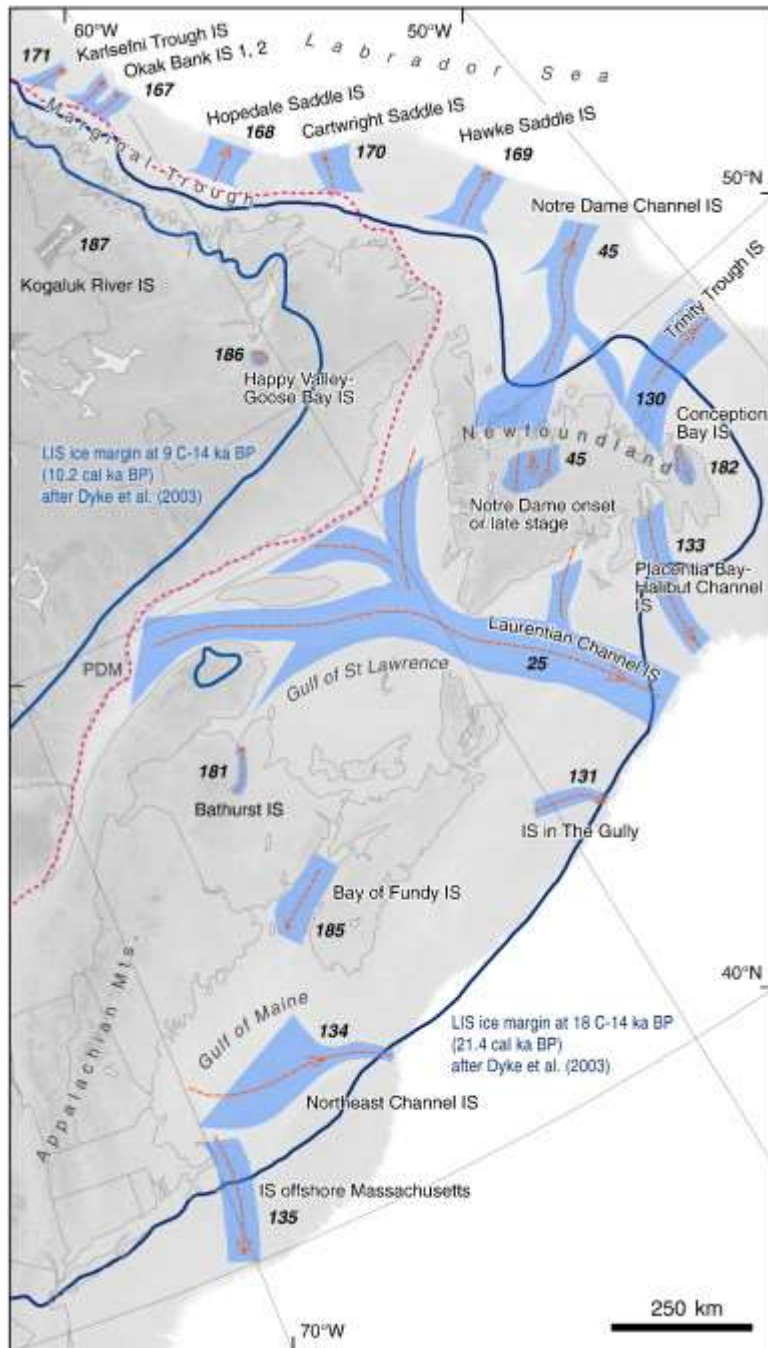 60°W
50°W
171
Karlsefni Trough IS
Okak Bank IS 1, 2
167
Labrador Sea
Hopedale Saddle IS
168
Cartwright Saddle IS
170
Hawke Saddle IS
169
Marginal Trough
50°N
Notre Dame Channel IS
45
187
Kogaluk River IS
Trinity Trough IS
186
Happy Valley-
Goose Bay IS
130
Conception
Bay IS
LIS ice margin at 9 C-14 ka BP
(10.2 cal ka BP)
after Dyke et al. (2003)
Newfoundland
45
182
Notre Dame onset
or late stage
133
Placentia Bay-
Halibut Channel
IS
Laurentian Channel IS
25
PDM
Gulf of St Lawrence
181
Bathurst IS
131
IS in The Gully
Bay of Fundy IS
185
40°N
Appalachian Mts.
Gulf of Maine
134
LIS ice margin at 18 C-14 ka BP
(21.4 cal ka BP)
after Dyke et al. (2003)
Northeast Channel IS
IS offshore Massachusetts
135
250 km
70°W